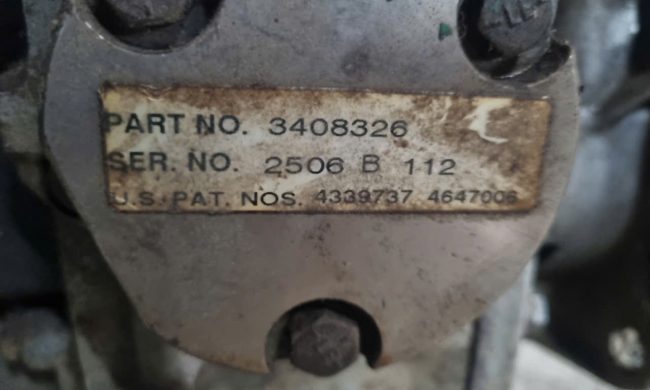 PART NO. 3408326
SER. NO. 2506 B 112
U.S. PAT. NOS. 4339737 4647006